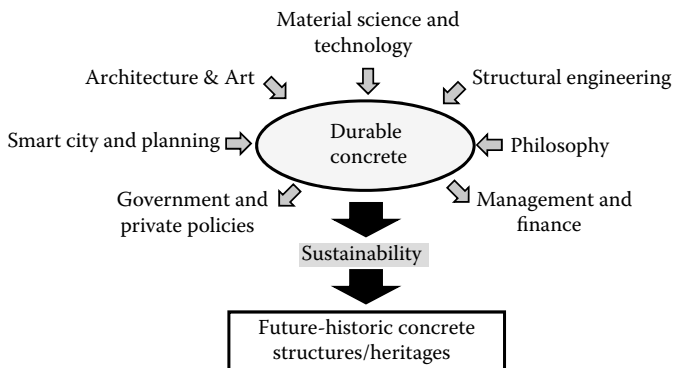 Material science and
technology
Architecture & Art
Structural engineering
Smart city and planning
Durable
concrete
Philosophy
Government and
private policies
Management and
finance
Sustainability
Future-historic concrete
structures/heritages